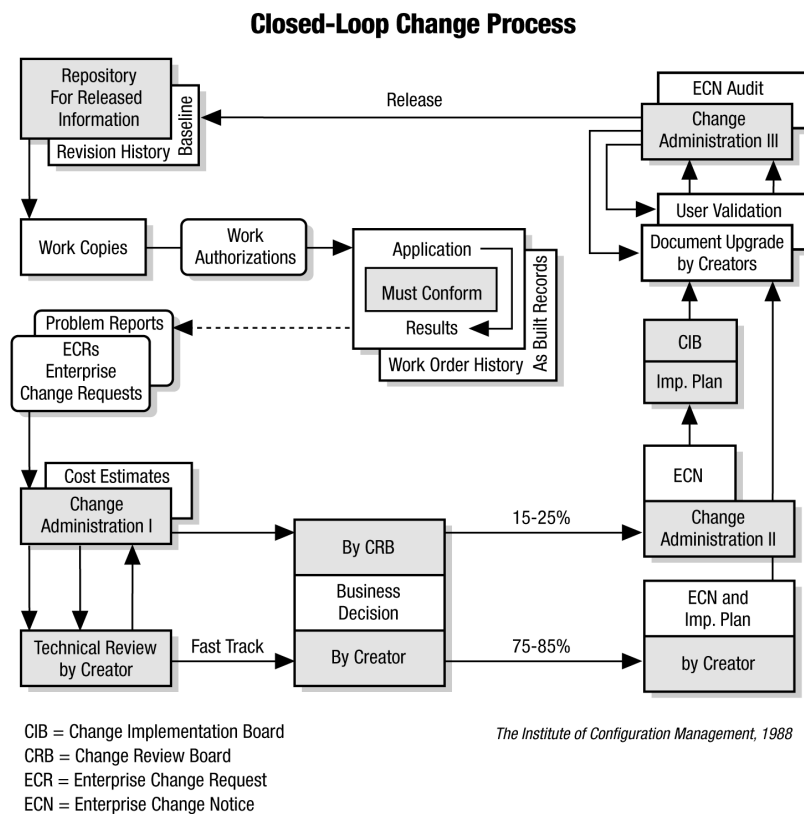 Closed-Loop Change Process
Repository
For Released
Information
Baseline
Revision History
Release
ECN Audit
Change
Administration III
Work Copies
Work
Authorizations
Application
Must Conform
Results
As Built Records
Work Order History
User Validation
Document Upgrade
by Creators
Problem Reports
ECRs
Enterprise
Change Requests
CIB
Imp. Plan
Cost Estimates
Change
Administration I
By CRB
Business
Decision
By Creator
15-25%
ECN
Change
Administration II
Technical Review
by Creator
Fast Track
75-85%
ECN and
Imp. Plan
by Creator
CIB = Change Implementation Board
CRB = Change Review Board
ECR = Enterprise Change Request
ECN = Enterprise Change Notice
The Institute of Configuration Management, 1988